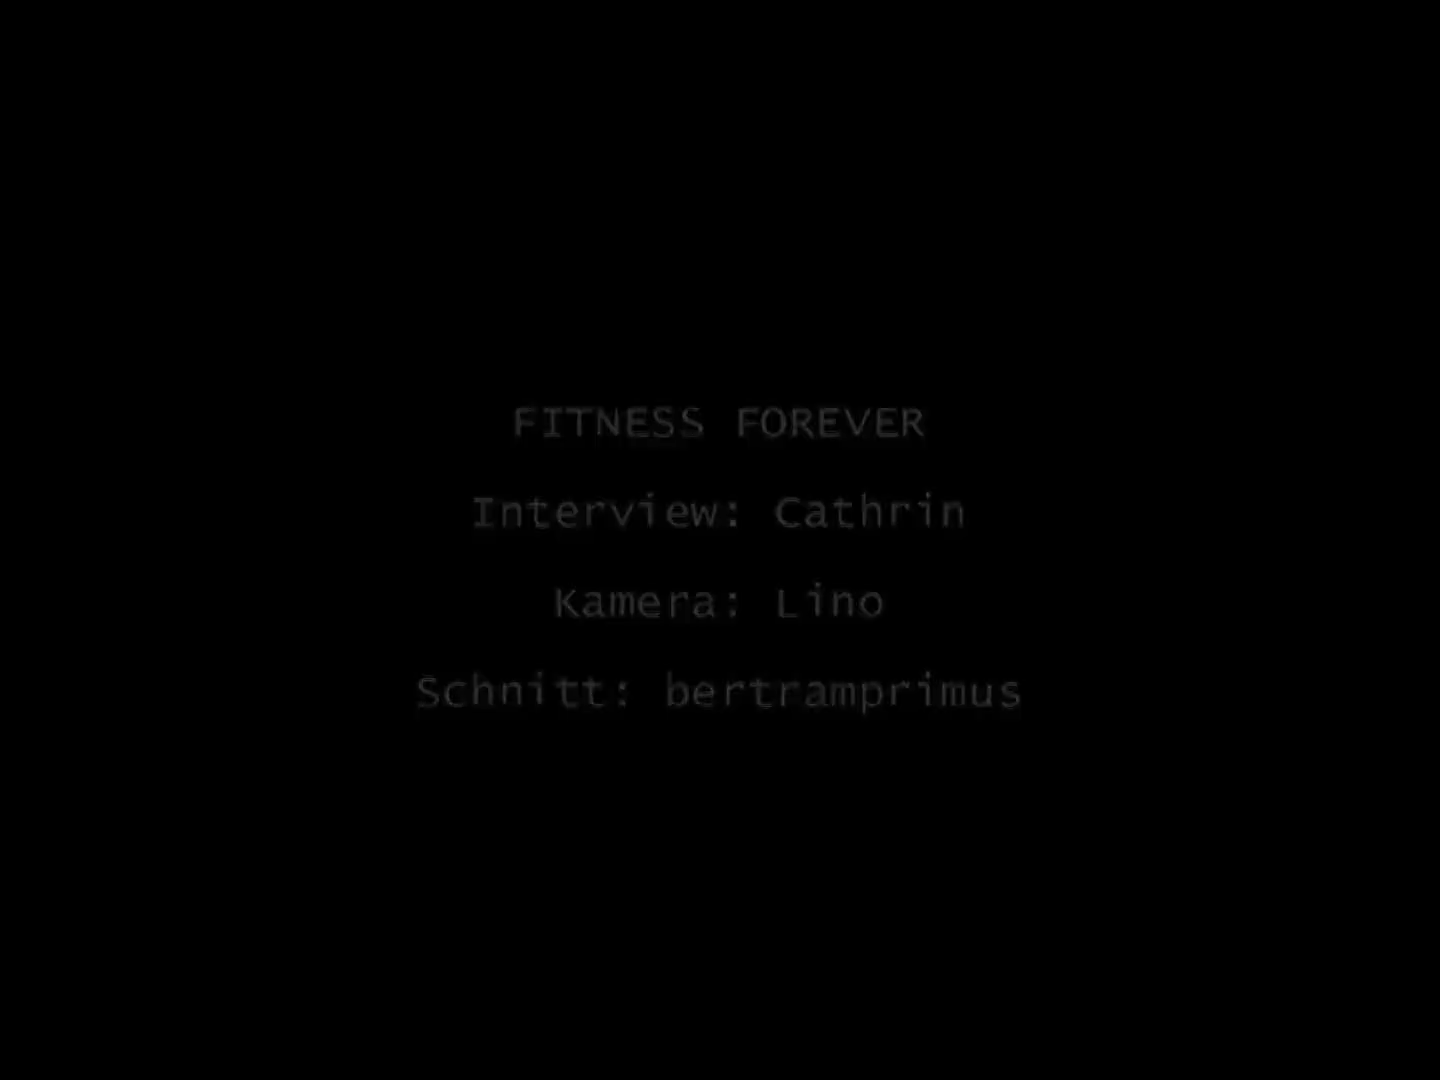 FITNESS FOREVER
Interview: Cathrin
Kamera: Lino
Schnitt: bertramprimus